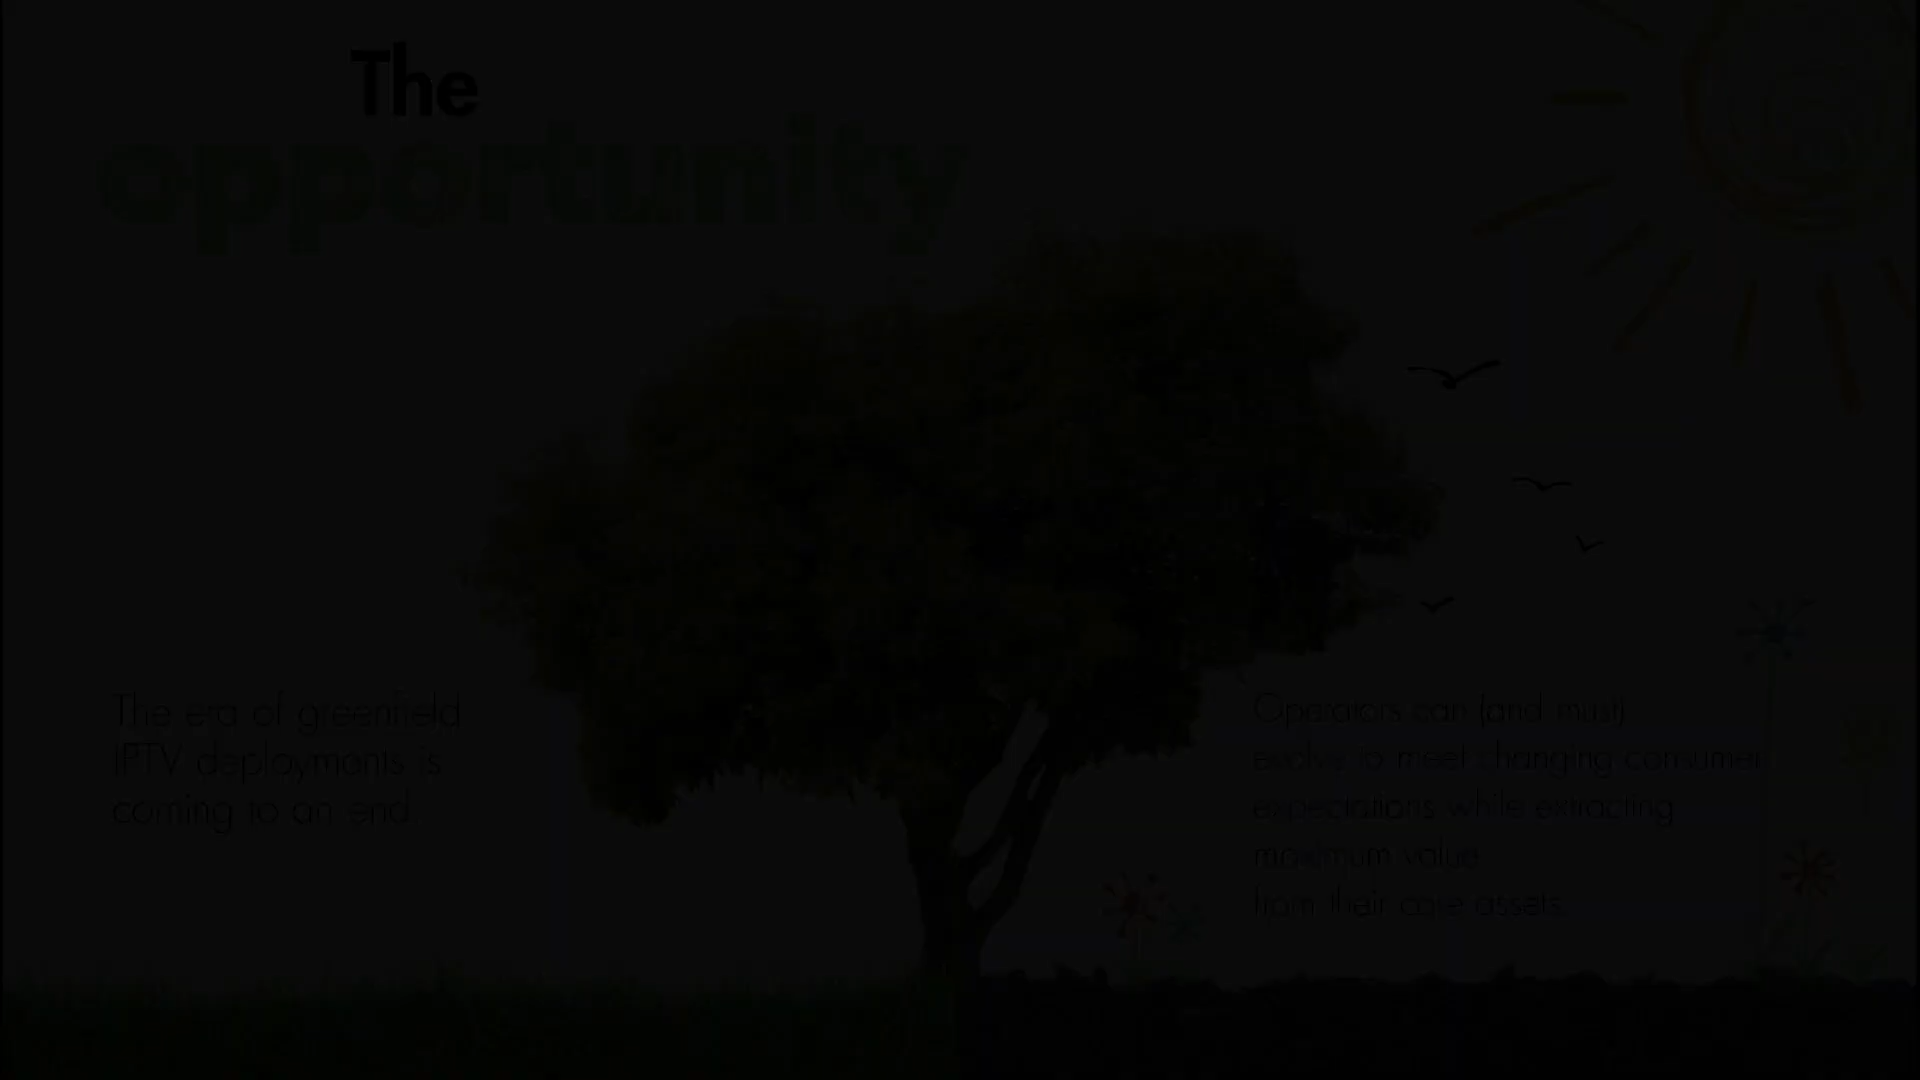 The
opportunity
The era of greenfield
IPTV deployments is
coming to an end.
Operators can (and must)
evolve to meet changing consumer
expectations while extracting
maximum value
from their core assets.